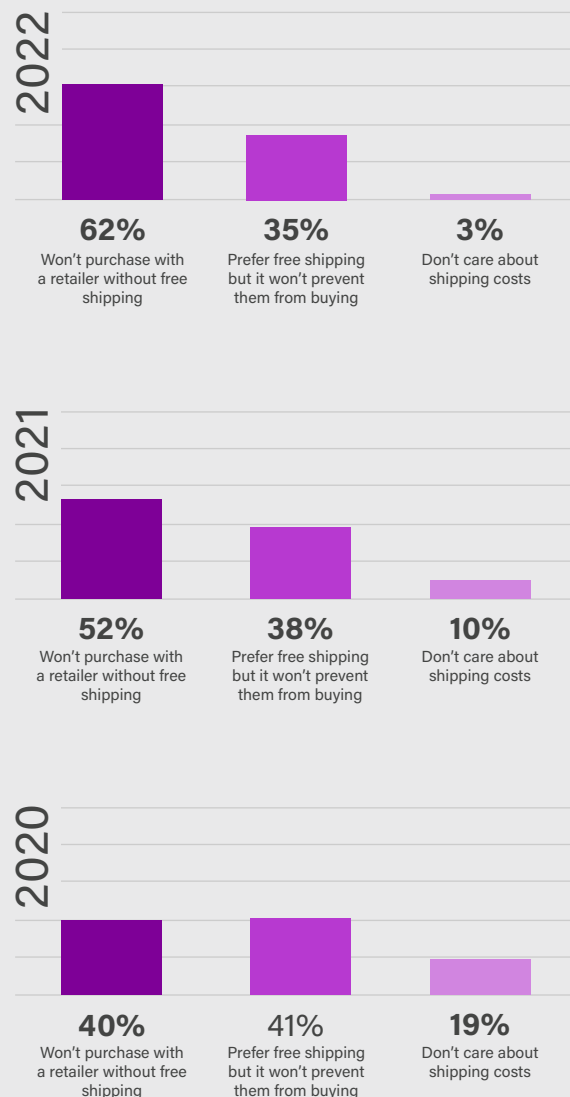 2022
62%
Won't purchase with
a retailer without free
shipping
35%
Prefer free shipping
but it won't prevent
them from buying
3%
Don't care about
shipping costs
2021
52%
Won't purchase with
a retailer without free
shipping
38%
Prefer free shipping
but it won't prevent
them from buying
10%
Don't care about
shipping costs
2020
40%
Won't purchase with
a retailer without free
shipping
41%
Prefer free shipping
but it won't prevent
them from buying
19%
Don't care about
shipping costs